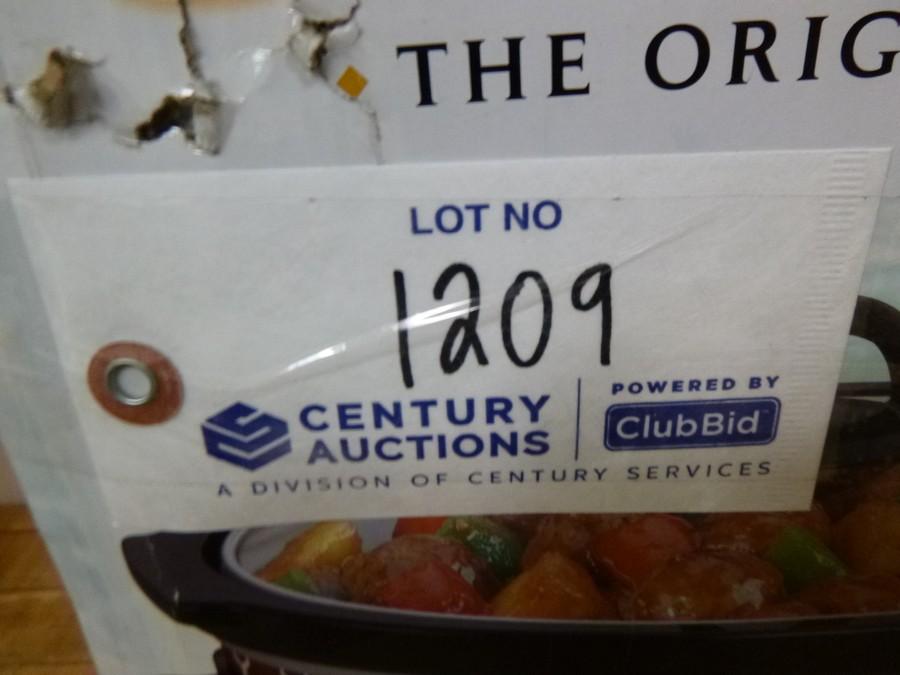 THE ORIG
LOT NO
1209
CENTURY
AUCTIONS
POWERED BY
ClubBid
A DIVISION OF CENTURY SERVICES